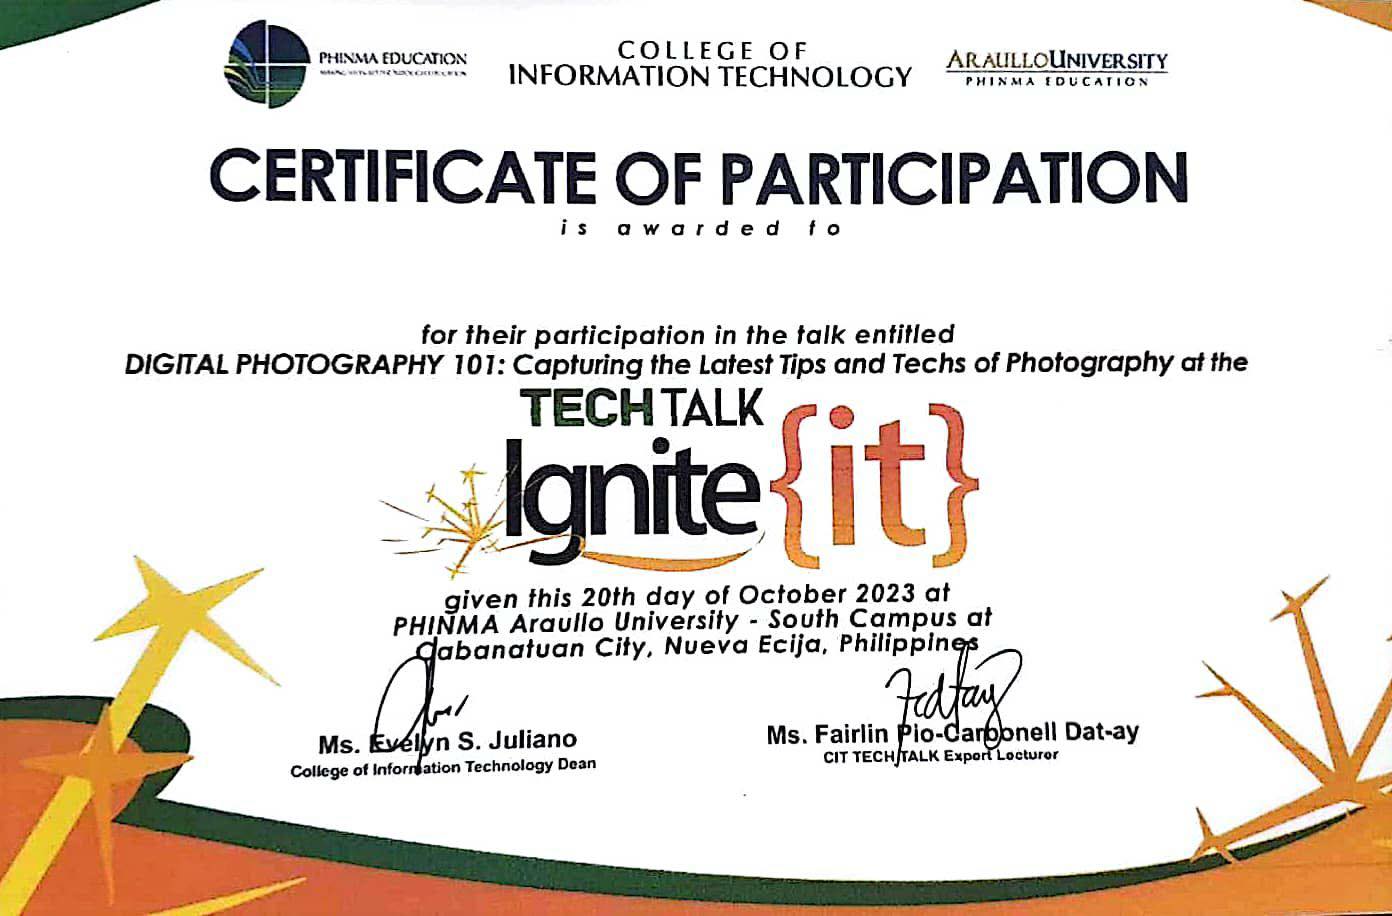 PHINMA EDUCATION
COLLEGE OF
INFORMATION TECHNOLOGY
ARAULLO UNIVERSITY
PHINMA EDUCATION
CERTIFICATE OF PARTICIPATION
is awarded to
for their participation in the talk entitled
DIGITAL PHOTOGRAPHY 101: Capturing the Latest Tips and Techs of Photography at the
TECH TALK
Ignite {it}
given this 20th day of October 2023 at
PHINMA Araullo University - South Campus at
Cabanatuan City, Nueva Ecija, Philippines
Ms. Evelyn S. Juliano
College of Information Technology Dean
Ms. Fairlin Pio-Carbonell Dat-ay
CIT TECH TALK Expert Lecturer